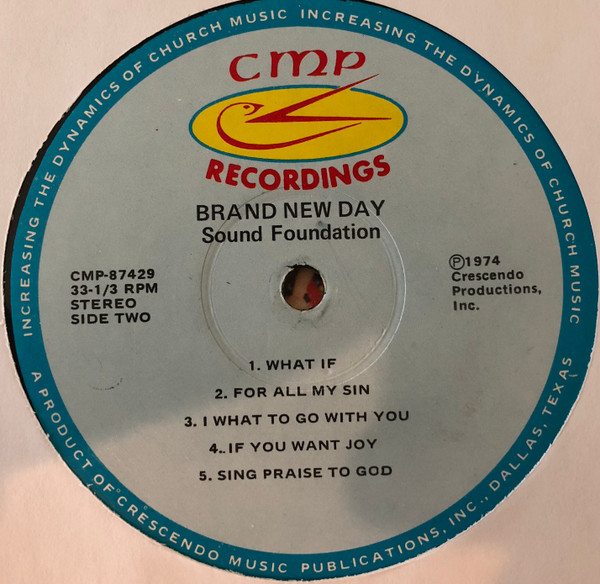 INCREASING THE DYNAMICS OF CHURCH MUSIC INCREASING THE DYNAMICS OF CHURCH MUSIC
CMP
RECORDINGS
BRAND NEW DAY
Sound Foundation
CMP-87429
33-1/3 RPM
STEREO
SIDE TWO
Ⓟ1974
Crescendo
Productions,
Inc.
1. WHAT IF
2. FOR ALL MY SIN
3. I WHAT TO GO WITH YOU
4.. IF YOU WANT JOY
5. SING PRAISE TO GOD
A PRODUCT OF CRESCENDO MUSIC PUBLICATIONS, INC., DALLAS, TEXAS